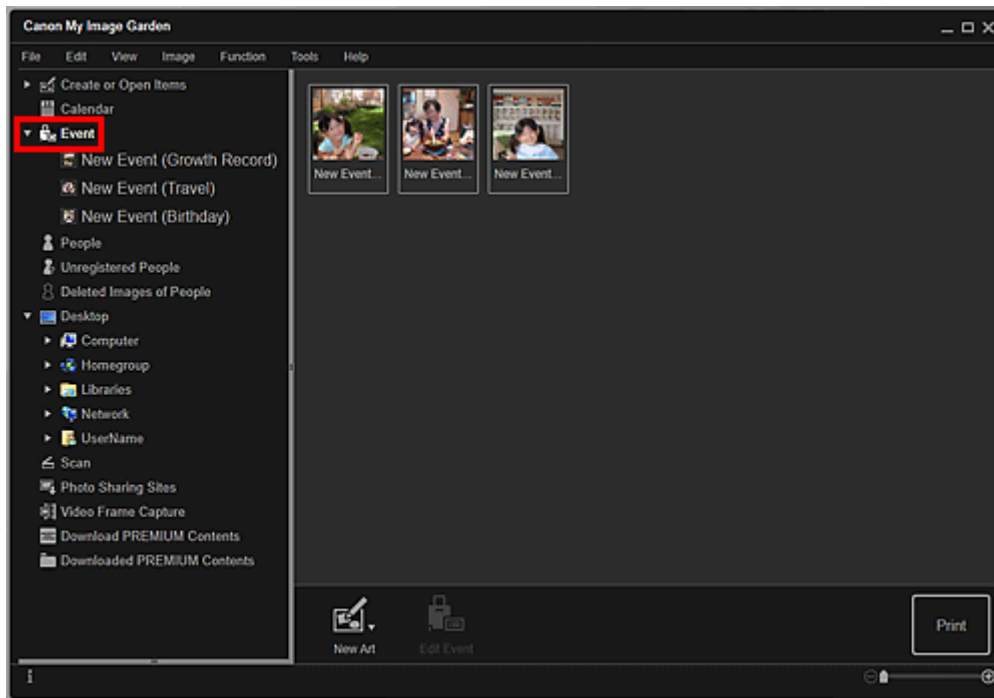 Canon My Image Garden
File Edit View Image Function Tools Help
Create or Open Items
Calendar
Event
New Event (Growth Record)
New Event (Travel)
New Event (Birthday)
People
Unregistered People
Deleted Images of People
Desktop
Computer
Homegroup
Libraries
Network
UserName
Scan
Photo Sharing Sites
Video Frame Capture
Download PREMIUM Contents
Downloaded PREMIUM Contents
New Event... New Event... New Event...
New Art Edit Event
Print